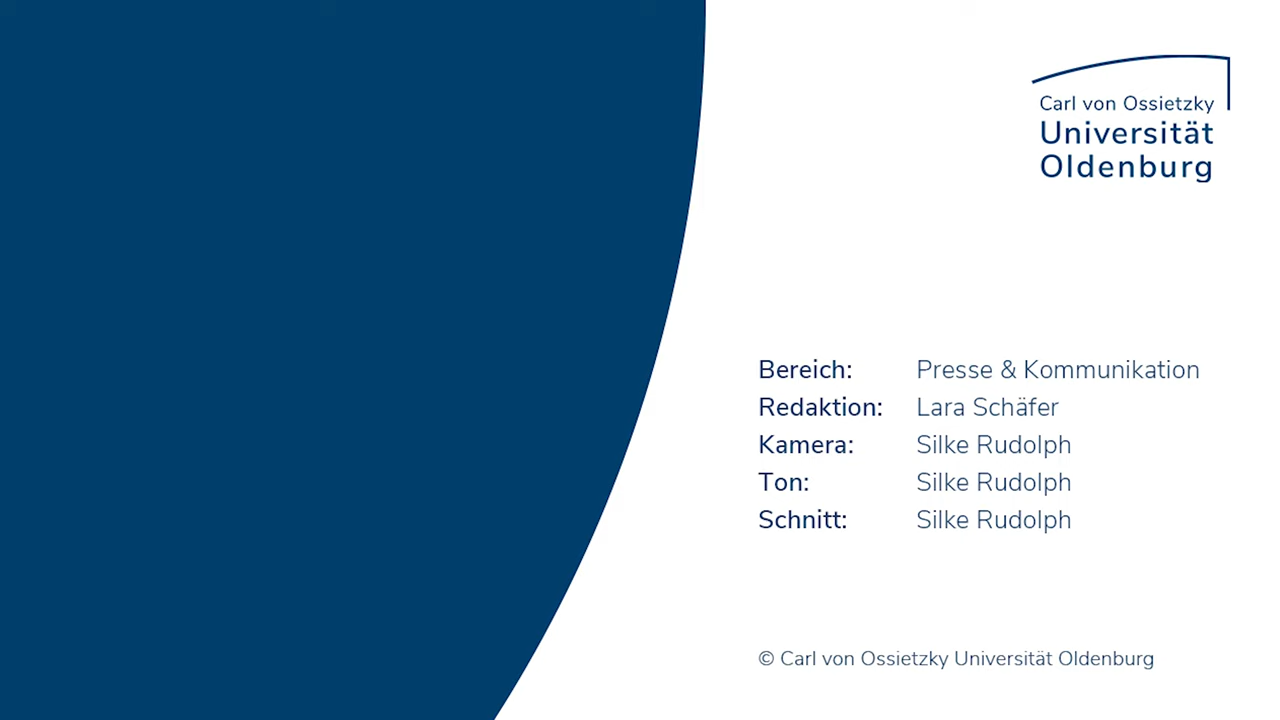 Carl von Ossietzky
Universität
Oldenburg
Bereich: Presse & Kommunikation
Redaktion: Lara Schäfer
Kamera: Silke Rudolph
Ton: Silke Rudolph
Schnitt: Silke Rudolph
© Carl von Ossietzky Universität Oldenburg